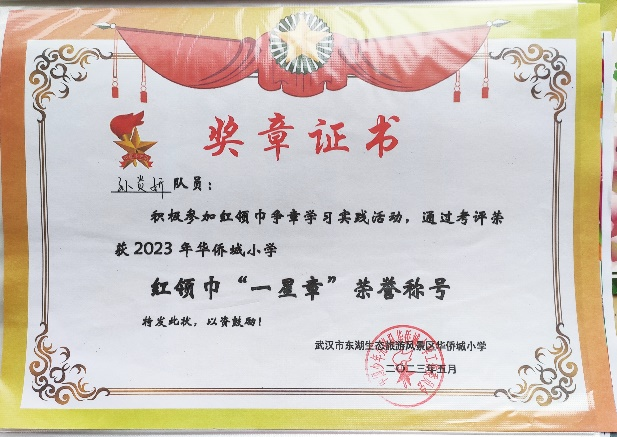 奖章证书
孙贵妍队员：
积极参加红领巾争章学习实践活动，通过考评荣
获2023年华侨城小学
红领巾“一星章”荣誉称号
特发此状，以资鼓励！
武汉市东湖生态旅游风景区华侨城小学
二〇二三年五月